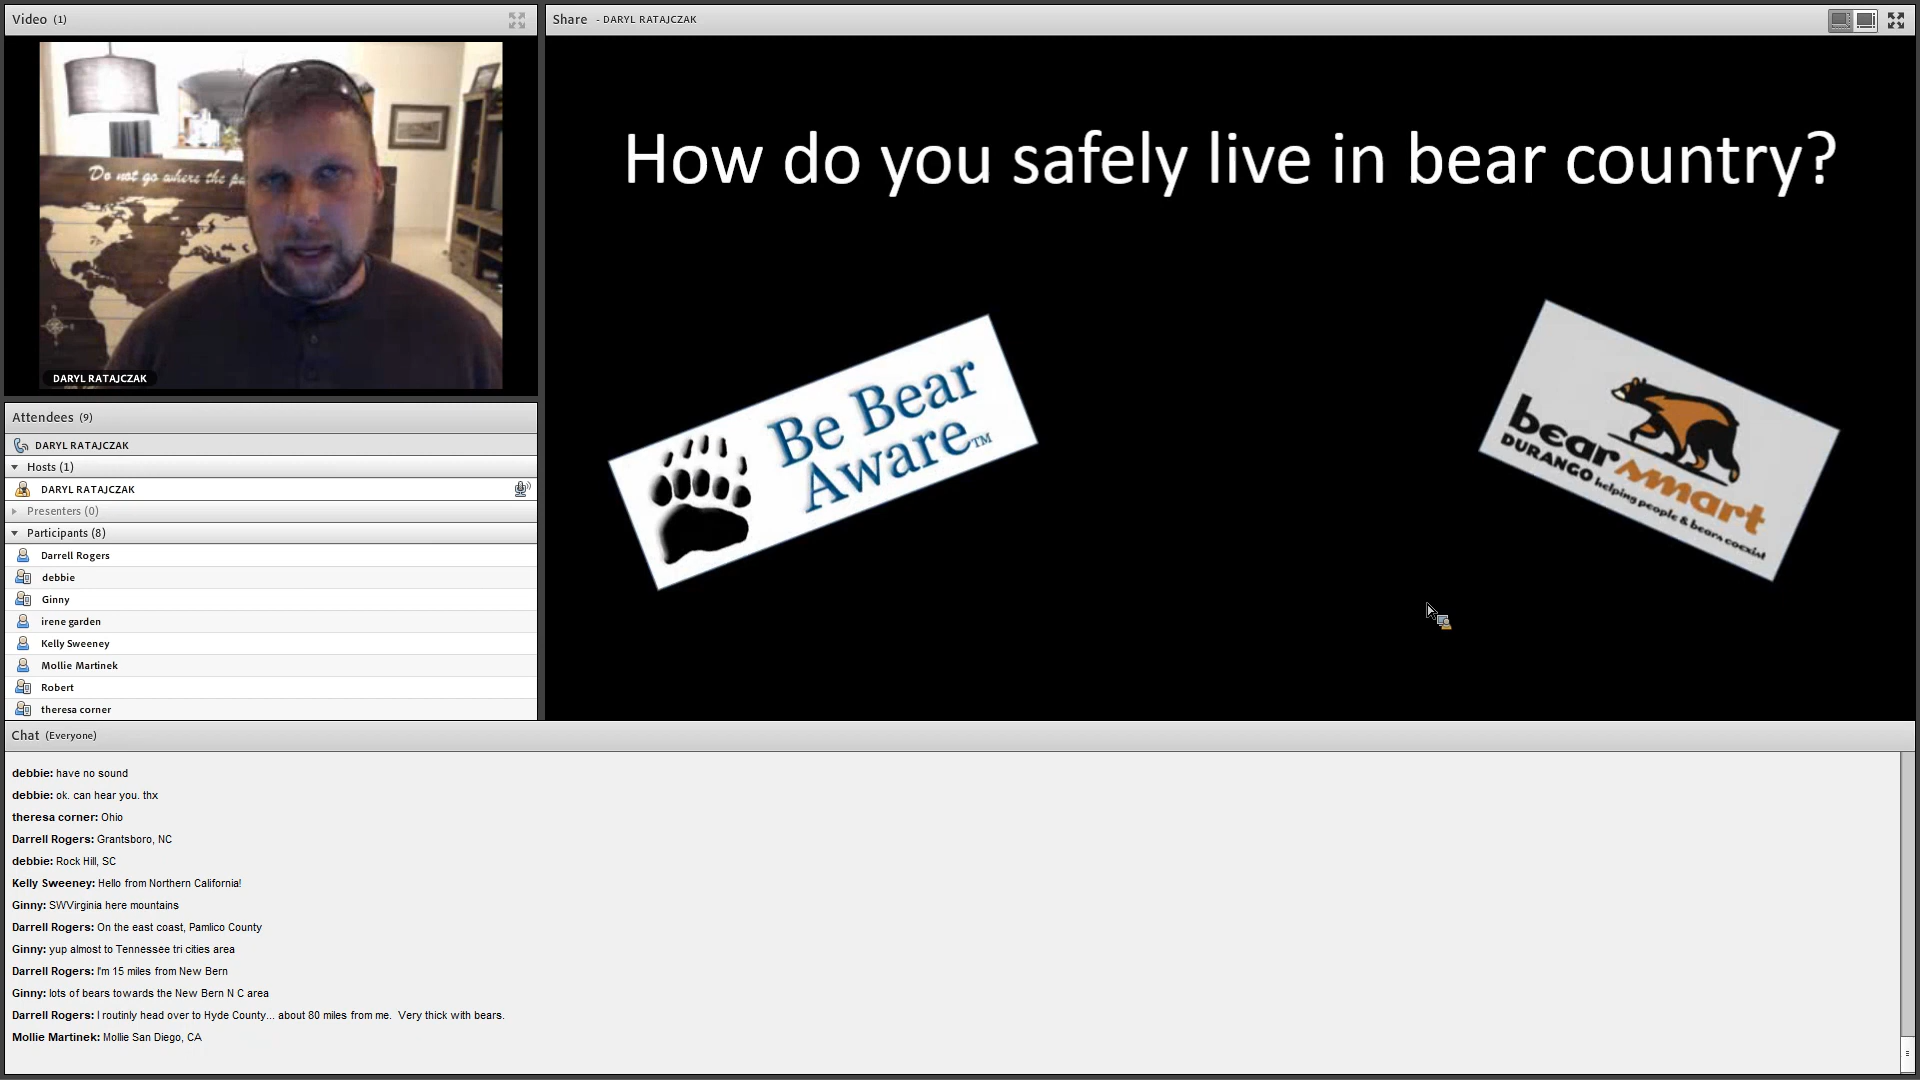 Video (1)
Do not go where the
DARYL RATAJCZAK
Attendees (9)
DARYL RATAJCZAK
Hosts (1)
DARYL RATAJCZAK
Presenters (0)
Participants (8)
Darrell Rogers
debbie
Ginny
irene garden
Kelly Sweeney
Mollie Martinek
Robert
theresa corner
Share - DARYL RATAJCZAK
How do you safely live in bear country?
Be Bear
Aware™
bear smart
DURANGO helping people & bears coexist
Chat (Everyone)
debbie: have no sound
debbie: ok. can hear you. thx
theresa corner: Ohio
Darrell Rogers: Grantsboro, NC
debbie: Rock Hill, SC
Kelly Sweeney: Hello from Northern California!
Ginny: SWVirginia here mountains
Darrell Rogers: On the east coast, Pamlico County
Ginny: yup almost to Tennessee tri cities area
Darrell Rogers: I'm 15 miles from New Bern
Ginny: lots of bears towards the New Bern N C area
Darrell Rogers: I routinly head over to Hyde County... about 80 miles from me.  Very thick with bears.
Mollie Martinek: Mollie San Diego, CA